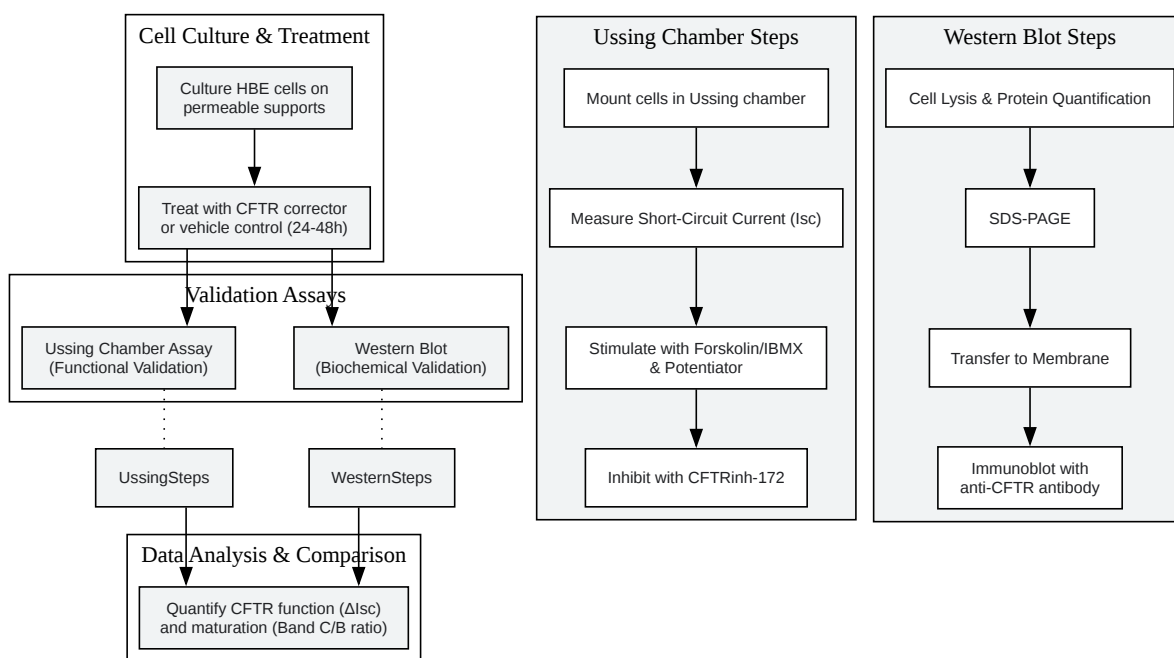 Cell Culture & Treatment
Culture HBE cells on
permeable supports
Treat with CFTR corrector
or vehicle control (24-48h)
Validation Assays
Ussing Chamber Assay
(Functional Validation)
Western Blot
(Biochemical Validation)
UssingSteps
WesternSteps
Data Analysis & Comparison
Quantify CFTR function (ΔIsc)
and maturation (Band C/B ratio)
Ussing Chamber Steps
Mount cells in Ussing chamber
Measure Short-Circuit Current (Isc)
Stimulate with Forskolin/IBMX
& Potentiator
Inhibit with CFTRinh-172
Western Blot Steps
Cell Lysis & Protein Quantification
SDS-PAGE
Transfer to Membrane
Immunoblot with
anti-CFTR antibody